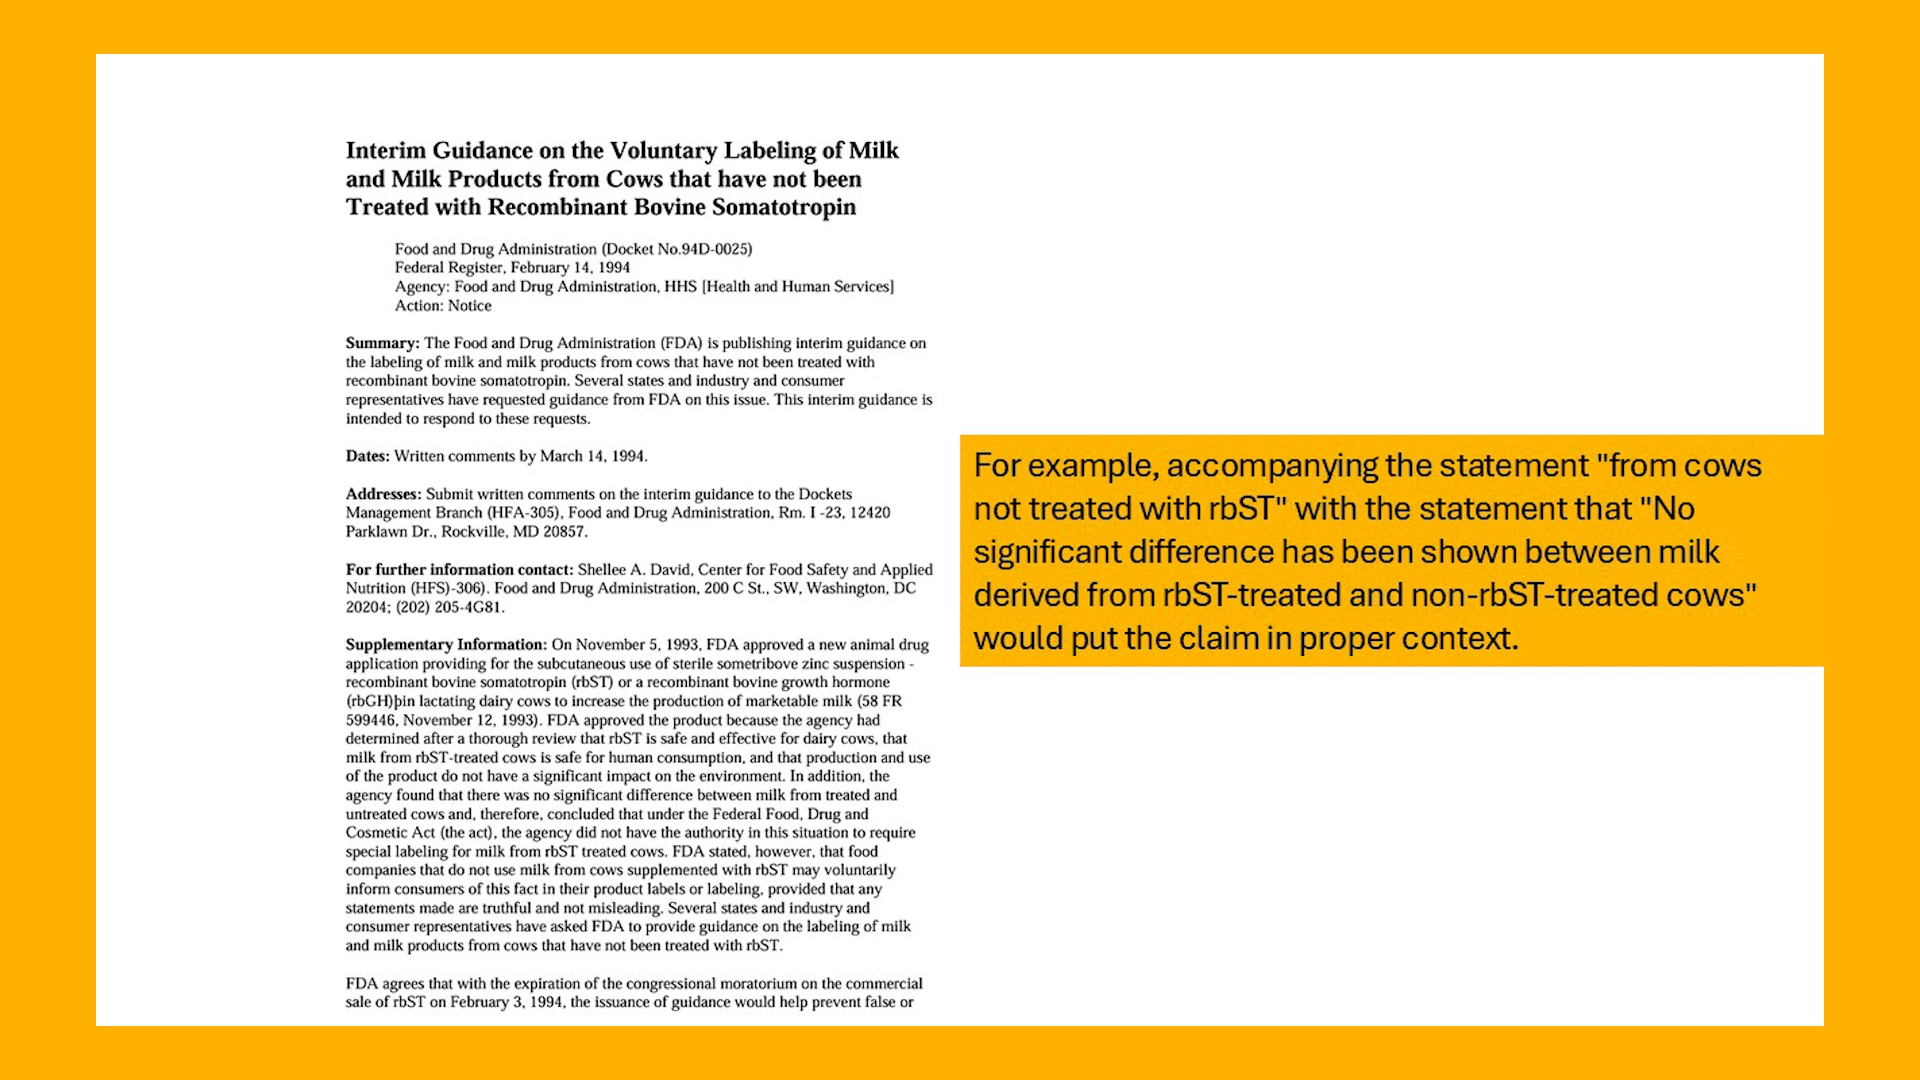 Interim Guidance on the Voluntary Labeling of Milk
and Milk Products from Cows that have not been
Treated with Recombinant Bovine Somatotropin
Food and Drug Administration (Docket No.94D-0025)
Federal Register, February 14, 1994
Agency: Food and Drug Administration, HHS [Health and Human Services]
Action: Notice
Summary: The Food and Drug Administration (FDA) is publishing interim guidance on
the labeling of milk and milk products from cows that have not been treated with
recombinant bovine somatotropin. Several states and industry and consumer
representatives have requested guidance from FDA on this issue. This interim guidance is
intended to respond to these requests.
Dates: Written comments by March 14, 1994.
Addresses: Submit written comments on the interim guidance to the Dockets
Management Branch (HFA-305), Food and Drug Administration, Rm. I -23, 12420
Parklawn Dr., Rockville, MD 20857.
For further information contact: Shellee A. David, Center for Food Safety and Applied
Nutrition (HFS)-306). Food and Drug Administration, 200 C St., SW, Washington, DC
20204; (202) 205-4G81.
Supplementary Information: On November 5, 1993, FDA approved a new animal drug
application providing for the subcutaneous use of sterile sometribove zinc suspension -
recombinant bovine somatotropin (rbST) or a recombinant bovine growth hormone
(rbGH)þin lactating dairy cows to increase the production of marketable milk (58 FR
599446, November 12, 1993). FDA approved the product because the agency had
determined after a thorough review that rbST is safe and effective for dairy cows, that
milk from rbST-treated cows is safe for human consumption, and that production and use
of the product do not have a significant impact on the environment. In addition, the
agency found that there was no significant difference between milk from treated and
untreated cows and, therefore, concluded that under the Federal Food, Drug and
Cosmetic Act (the act), the agency did not have the authority in this situation to require
special labeling for milk from rbST treated cows. FDA stated, however, that food
companies that do not use milk from cows supplemented with rbST may voluntarily
inform consumers of this fact in their product labels or labeling, provided that any
statements made are truthful and not misleading. Several states and industry and
consumer representatives have asked FDA to provide guidance on the labeling of milk
and milk products from cows that have not been treated with rbST.
FDA agrees that with the expiration of the congressional moratorium on the commercial
sale of rbST on February 3, 1994, the issuance of guidance would help prevent false or
For example, accompanying the statement "from cows
not treated with rbST" with the statement that "No
significant difference has been shown between milk
derived from rbST-treated and non-rbST-treated cows"
would put the claim in proper context.